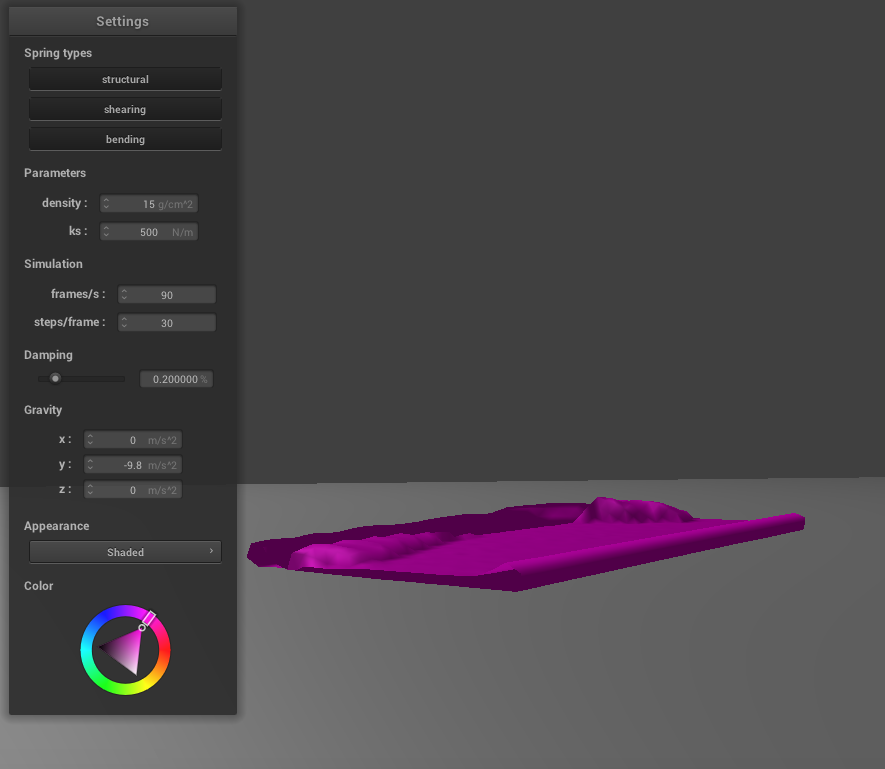 Settings
Spring types
structural
shearing
bending
Parameters
density : 15 g/cm^2
ks : 500 N/m
Simulation
frames/s : 90
steps/frame : 30
Damping
0.200000 %
Gravity
x : 0 m/s^2
y : -9.8 m/s^2
z : 0 m/s^2
Appearance
Shaded
Color